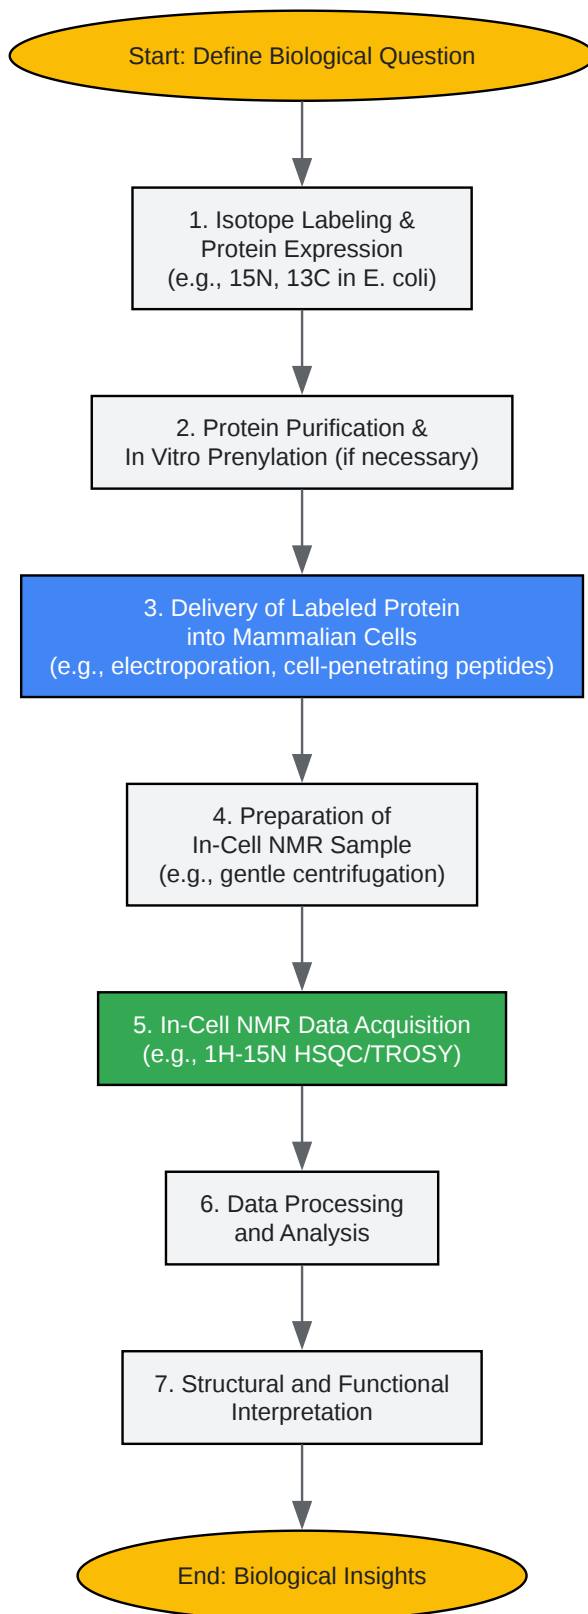 Start: Define Biological Question
1. Isotope Labeling &
Protein Expression
(e.g., 15N, 13C in E. coli)
2. Protein Purification &
In Vitro Prenylation (if necessary)
3. Delivery of Labeled Protein
into Mammalian Cells
(e.g., electroporation, cell-penetrating peptides)
4. Preparation of
In-Cell NMR Sample
(e.g., gentle centrifugation)
5. In-Cell NMR Data Acquisition
(e.g., 1H-15N HSQC/TROSY)
6. Data Processing
and Analysis
7. Structural and Functional
Interpretation
End: Biological Insights